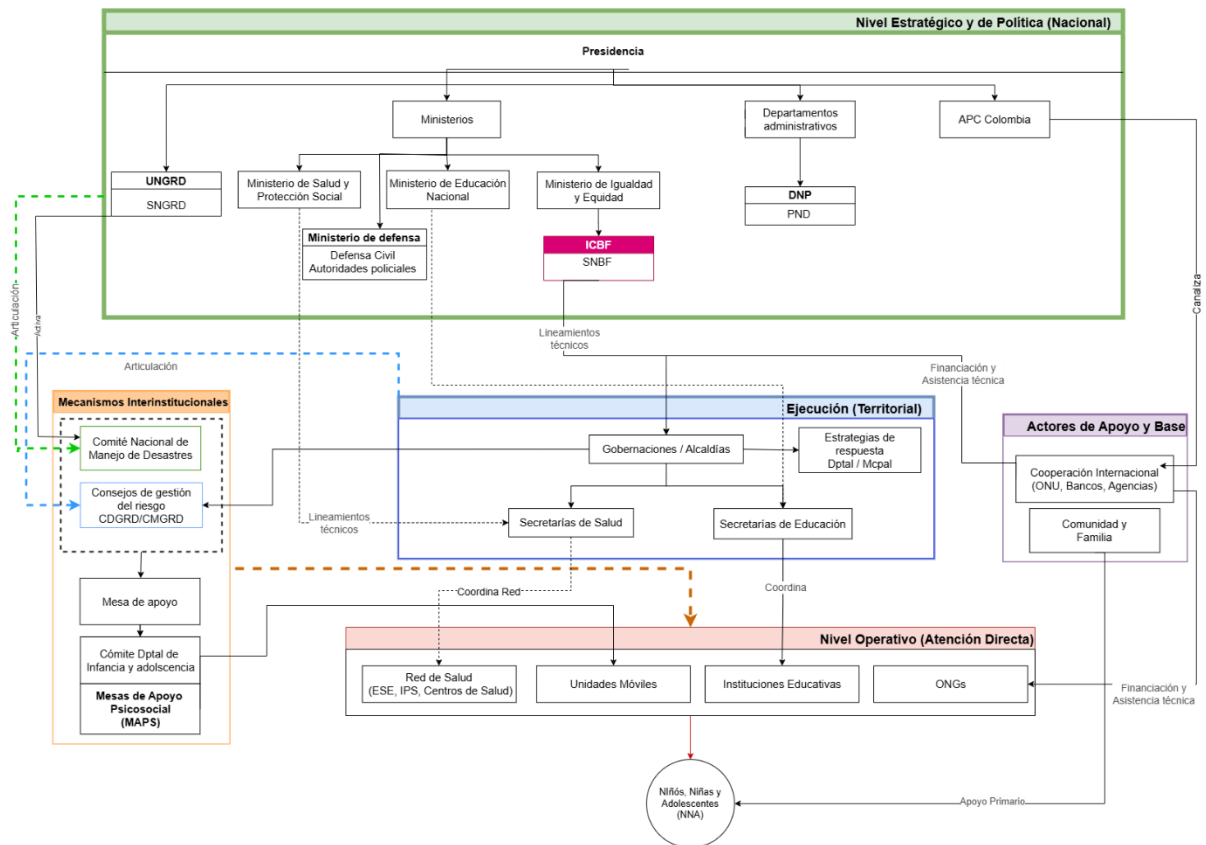 Nivel Estratégico y de Política (Nacional)
Presidencia
Ministerios
Departamentos
administrativos
APC Colombia
UNGRD
SNGRD
Ministerio de Salud y
Protección Social
Ministerio de Educación
Nacional
Ministerio de Igualdad
y Equidad
DNP
PND
Ministerio de defensa
Defensa Civil
Autoridades policiales
ICBF
SNBF
Articulación
Activa
Canaliza
Lineamientos
técnicos
Articulación
Financiación y
Asistencia técnica
Mecanismos Interinstitucionales
Comité Nacional de
Manejo de Desastres
Consejos de gestión
del riesgo
CDGRD/CMGRD
Mesa de apoyo
Cómite Dptal de
Infancia y adolscencia
Mesas de Apoyo
Psicosocial
(MAPS)
Ejecución (Territorial)
Gobernaciones / Alcaldías
Estrategias de
respuesta
Dptal / Mcpal
Lineamientos
técnicos
Secretarías de Salud
Secretarías de Educación
Actores de Apoyo y Base
Cooperación Internacional
(ONU, Bancos, Agencias)
Comunidad y
Familia
Coordina Red
Coordina
Nivel Operativo (Atención Directa)
Red de Salud
(ESE, IPS, Centros de Salud)
Unidades Móviles
Instituciones Educativas
ONGs
Financiación y
Asistencia técnica
NIñós, Niñas y
Adolescentes
(NNA)
Apoyo Primario